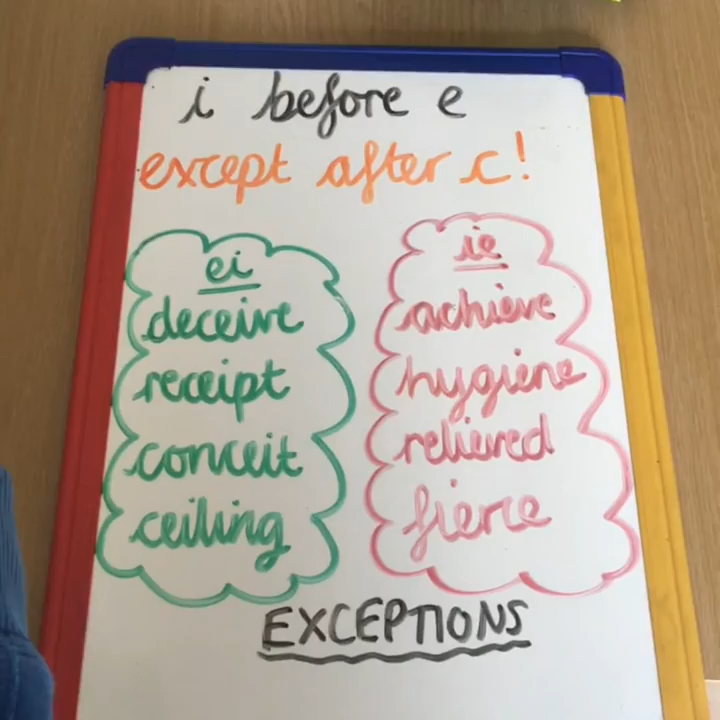 i before e
except after c!
ei
deceive
receipt
conceit
ceiling
ie
achieve
hygiene
relieved
fierce
EXCEPTIONS